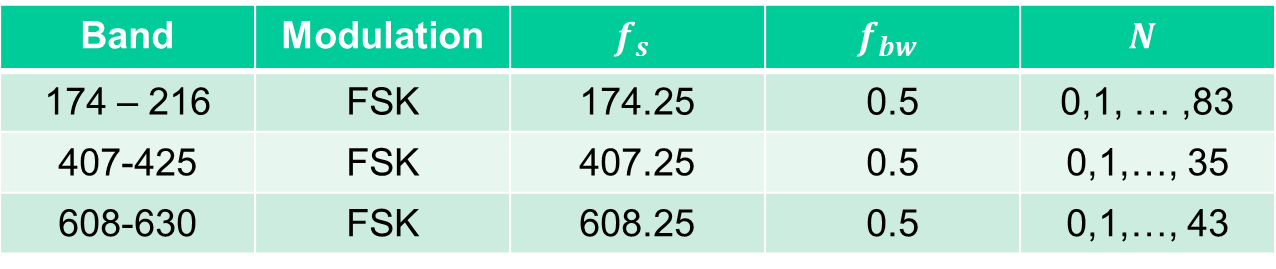 Band Modulation fs fbw N
174 – 216 FSK 174.25 0.5 0,1, … ,83
407-425 FSK 407.25 0.5 0,1,…, 35
608-630 FSK 608.25 0.5 0,1,…, 43